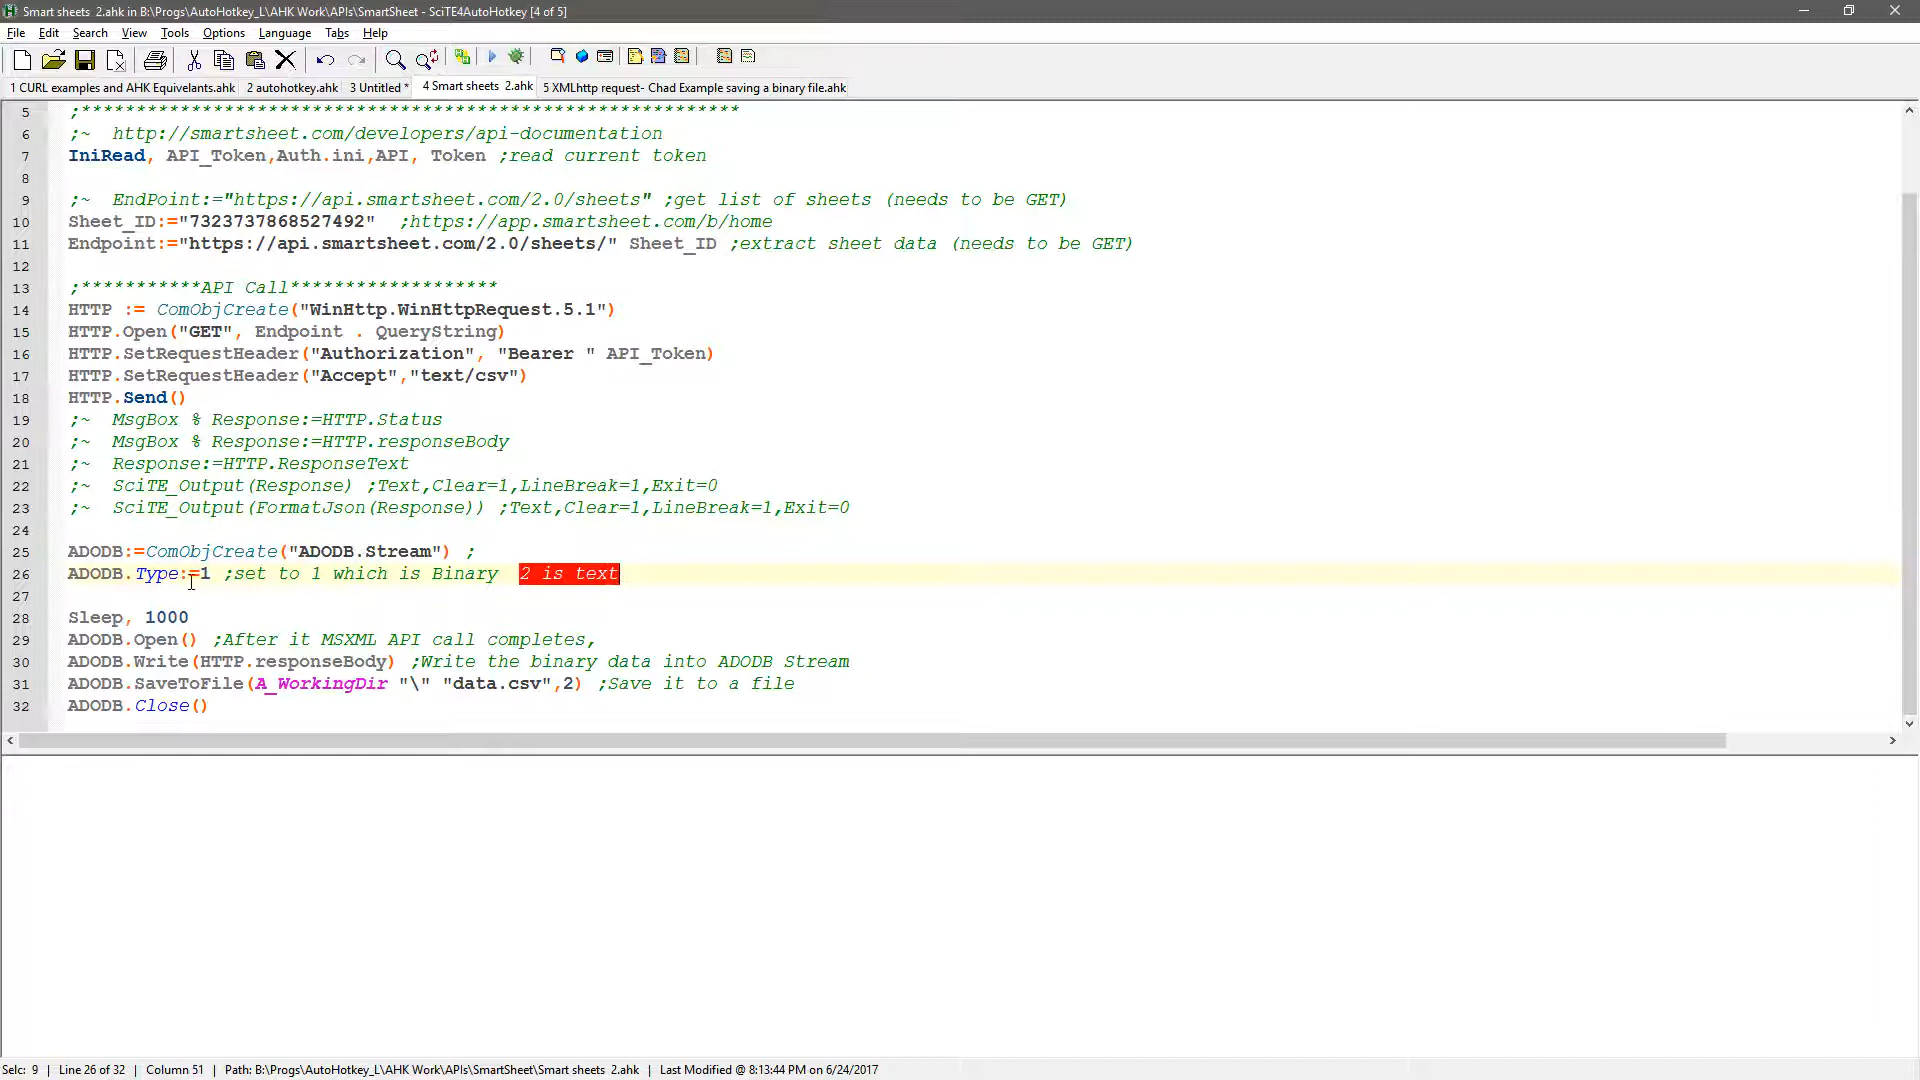 Smart sheets  2.ahk in B:\Progs\AutoHotkey_L\AHK Work\APIs\SmartSheet - SciTE4AutoHotkey [4 of 5]
File Edit Search View Tools Options Language Tabs Help
1 CURL examples and AHK Equivelants.ahk 2 autohotkey.ahk 3 Untitled * 4 Smart sheets  2.ahk 5 XMLhttp request- Chad Example saving a binary file.ahk
5 ;************************************************************
6 ;~  http://smartsheet.com/developers/api-documentation
7 IniRead, API_Token,Auth.ini,API, Token ;read current token
8
9 ;~  EndPoint:="https://api.smartsheet.com/2.0/sheets" ;get list of sheets (needs to be GET)
10 Sheet_ID:="7323737868527492"  ;https://app.smartsheet.com/b/home
11 Endpoint:="https://api.smartsheet.com/2.0/sheets/" Sheet_ID ;extract sheet data (needs to be GET)
12
13 ;***********API Call*******************
14 HTTP := ComObjCreate("WinHttp.WinHttpRequest.5.1")
15 HTTP.Open("GET", Endpoint . QueryString)
16 HTTP.SetRequestHeader("Authorization", "Bearer " API_Token)
17 HTTP.SetRequestHeader("Accept","text/csv")
18 HTTP.Send()
19 ;~  MsgBox % Response:=HTTP.Status
20 ;~  MsgBox % Response:=HTTP.responseBody
21 ;~  Response:=HTTP.ResponseText
22 ;~  SciTE_Output(Response) ;Text,Clear=1,LineBreak=1,Exit=0
23 ;~  SciTE_Output(FormatJson(Response)) ;Text,Clear=1,LineBreak=1,Exit=0
24
25 ADODB:=ComObjCreate("ADODB.Stream") ;
26 ADODB.Type:=1 ;set to 1 which is Binary  2 is text
27
28 Sleep, 1000
29 ADODB.Open() ;After it MSXML API call completes,
30 ADODB.Write(HTTP.responseBody) ;Write the binary data into ADODB Stream
31 ADODB.SaveToFile(A_WorkingDir "\" "data.csv",2) ;Save it to a file
32 ADODB.Close()
Selc: 9 | Line 26 of 32 | Column 51 | Path: B:\Progs\AutoHotkey_L\AHK Work\APIs\SmartSheet\Smart sheets  2.ahk | Last Modified @ 8:13:44 PM on 6/24/2017